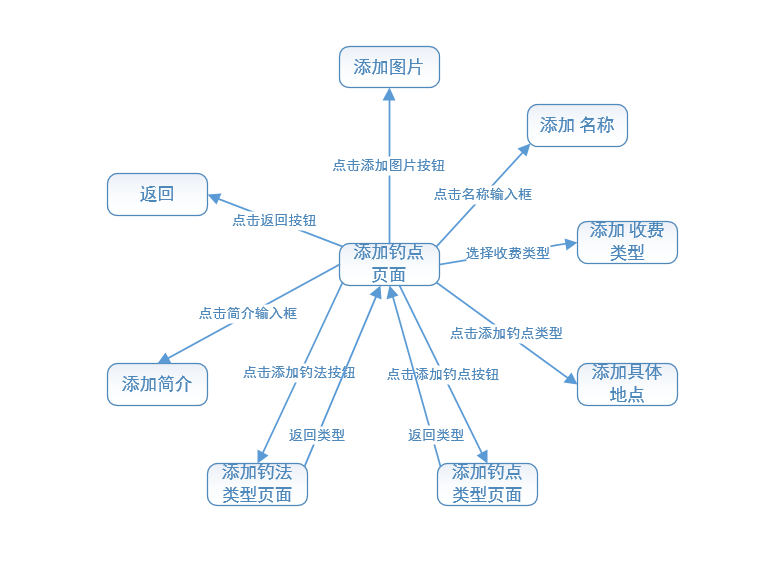 添加图片
添加 名称
点击添加图片按钮
返回
点击名称输入框
点击返回按钮
添加 收费
类型
选择收费类型
添加钓点
页面
点击简介输入框
点击添加钓点类型
添加简介
点击添加钓法按钮
点击添加钓点按钮
添加具体
地点
返回类型
返回类型
添加钓法
类型页面
添加钓点
类型页面